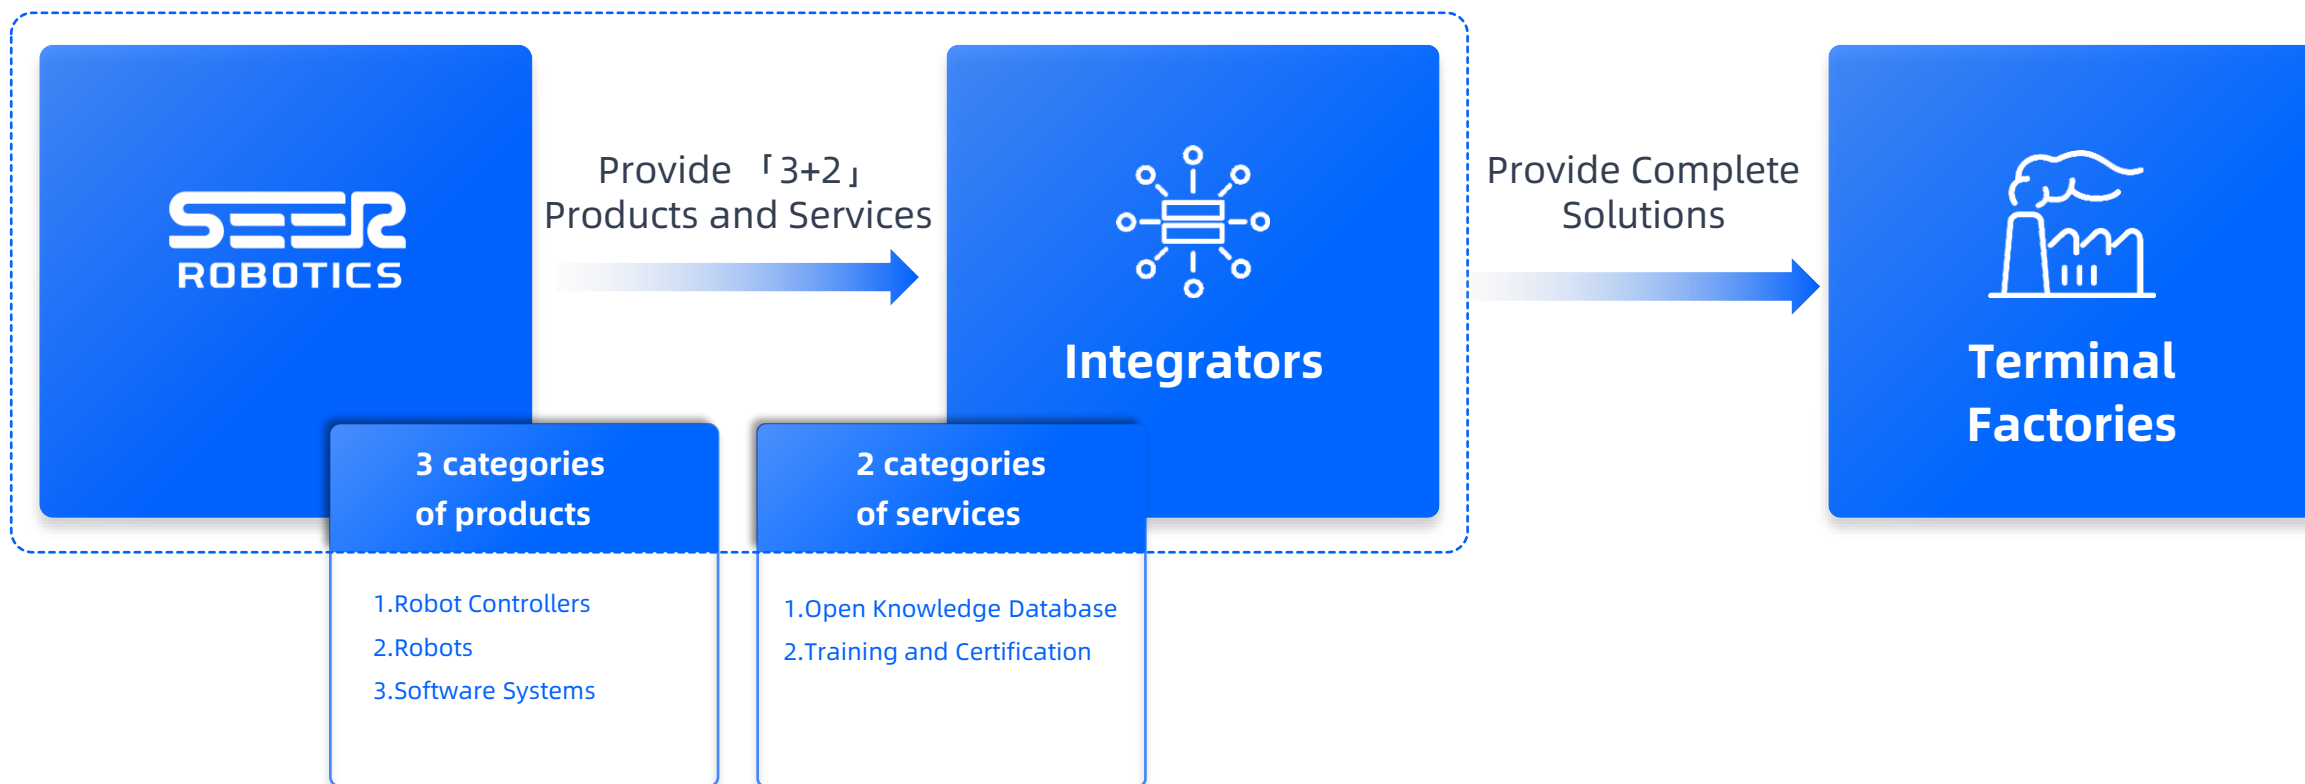 SEER
ROBOTICS
Provide 「3+2」
Products and Services
Integrators
Provide Complete
Solutions
Terminal
Factories
3 categories
of products
1.Robot Controllers
2.Robots
3.Software Systems
2 categories
of services
1.Open Knowledge Database
2.Training and Certification